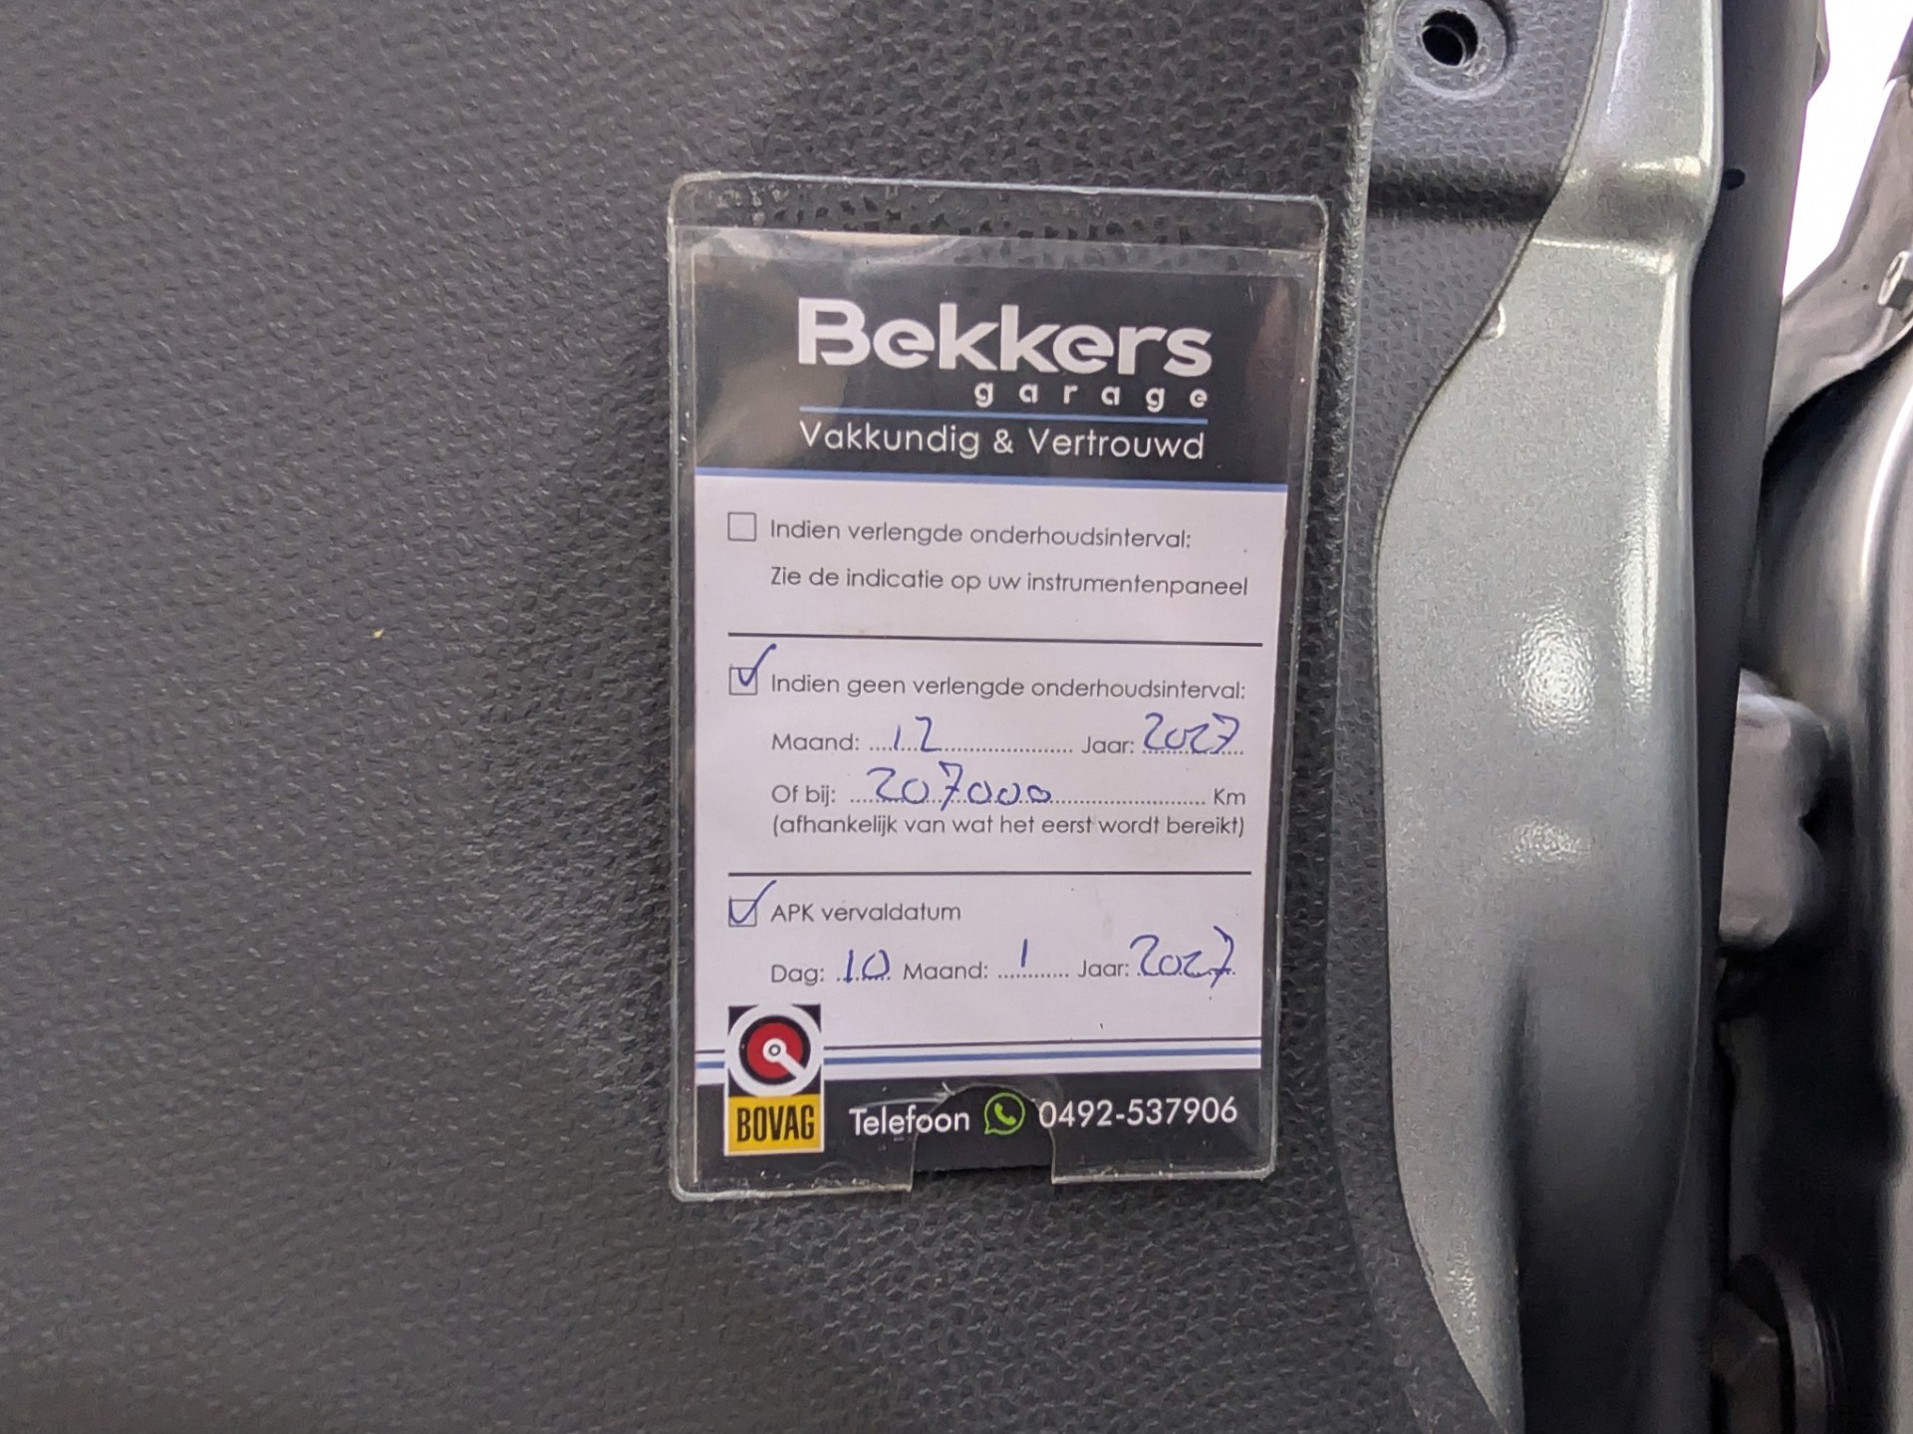 Bekkers
garage
Vakkundig & Vertrouwd
Indien verlengde onderhoudsinterval:
Zie de indicatie op uw instrumentenpaneel
Indien geen verlengde onderhoudsinterval:
Maand: 12 Jaar: 2027
Of bij: 207000 Km
(afhankelijk van wat het eerst wordt bereikt)
APK vervaldatum
Dag: 10 Maand: 1 Jaar: 2027
BOVAG Telefoon 0492-537906